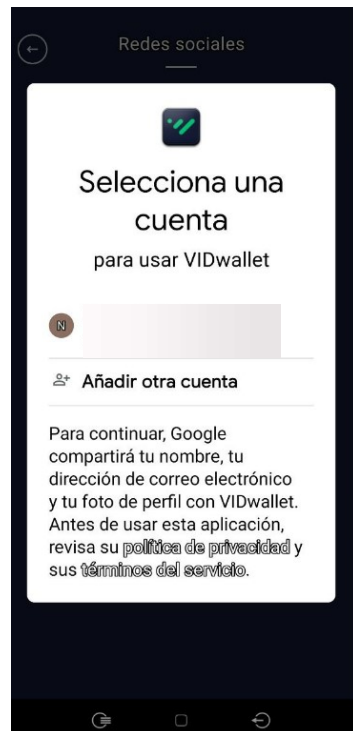 Redes sociales
Selecciona una
cuenta
para usar VIDwallet
N
Añadir otra cuenta
Para continuar, Google
compartirá tu nombre, tu
dirección de correo electrónico
y tu foto de perfil con VIDwallet.
Antes de usar esta aplicación,
revisa su política de privacidad y
sus términos del servicio.